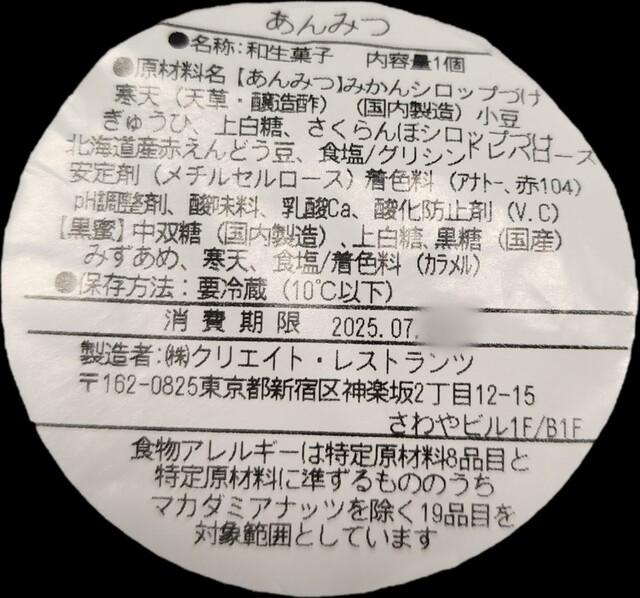 あんみつ
●名称：和生菓子　内容量1個
●原材料名【あんみつ】みかんシロップづけ
寒天（天草・醸造酢）（国内製造）小豆
ぎゅうひ、上白糖、さくらんぼシロップづけ
北海道産赤えんどう豆、食塩/グリシン
安定剤（メチルセルロース）着色料（アナトー、赤104）
pH調整剤、酸味料、乳酸Ca、酸化防止剤（V.C）
【黒蜜】中双糖（国内製造）、上白糖、黒糖（国産）
みずあめ、寒天、食塩/着色料（カラメル）
●保存方法：要冷蔵（10℃以下）
消費期限　2025.07.
製造者：㈱クリエイト・レストランツ
〒162-0825東京都新宿区神楽坂2丁目12-15
さわやビル1F/B1F
食物アレルギーは特定原材料8品目と
特定原材料に準ずるもののうち
マカダミアナッツを除く19品目を
対象範囲としています